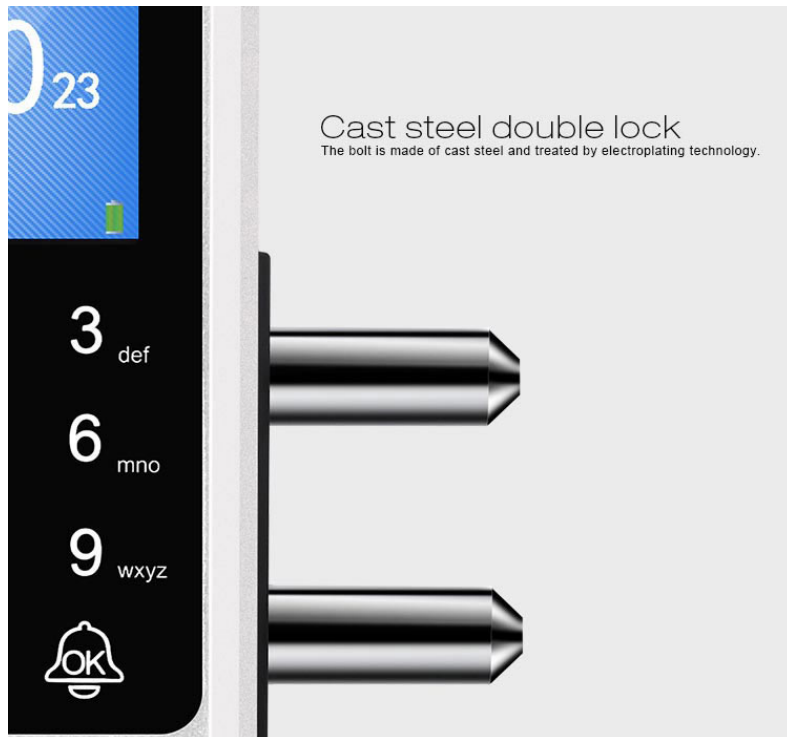 23
Cast steel double lock
The bolt is made of cast steel and treated by electroplating technology.
3 def
6 mno
9 wxyz
OK